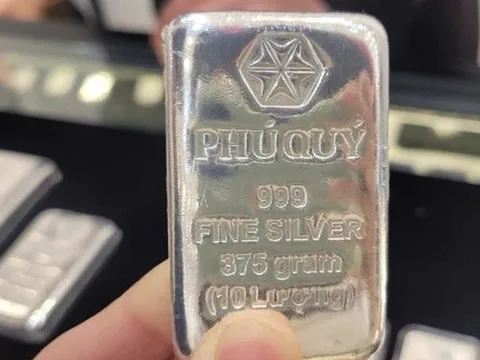 PHÚ QUÝ
999
FINE SILVER
375 gram
(10 Lượng)